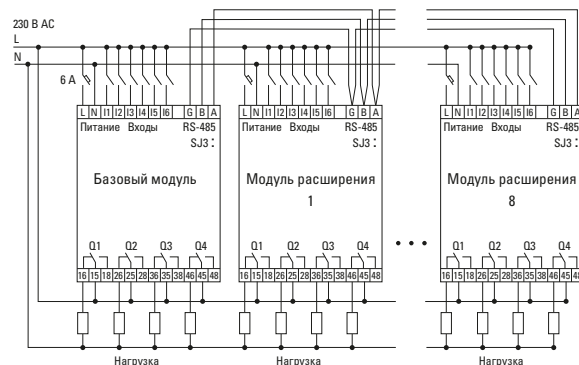 230 В АС
L
N
6 А
L N I1 I2 I3 I4 I5 I6 G B A
L N I1 I2 I3 I4 I5 I6 G B A
L N I1 I2 I3 I4 I5 I6 G B A
Питание Входы RS-485
Питание Входы RS-485
Питание Входы RS-485
SJ3
SJ3
SJ3
Базовый модуль
Модуль расширения
1
Модуль расширения
8
Q1 Q2 Q3 Q4
Q1 Q2 Q3 Q4
Q1 Q2 Q3 Q4
16 15 18 26 25 28 36 35 38 46 45 48
16 15 18 26 25 28 36 35 38 46 45 48
16 15 18 26 25 28 36 35 38 46 45 48
Нагрузка
Нагрузка
Нагрузка